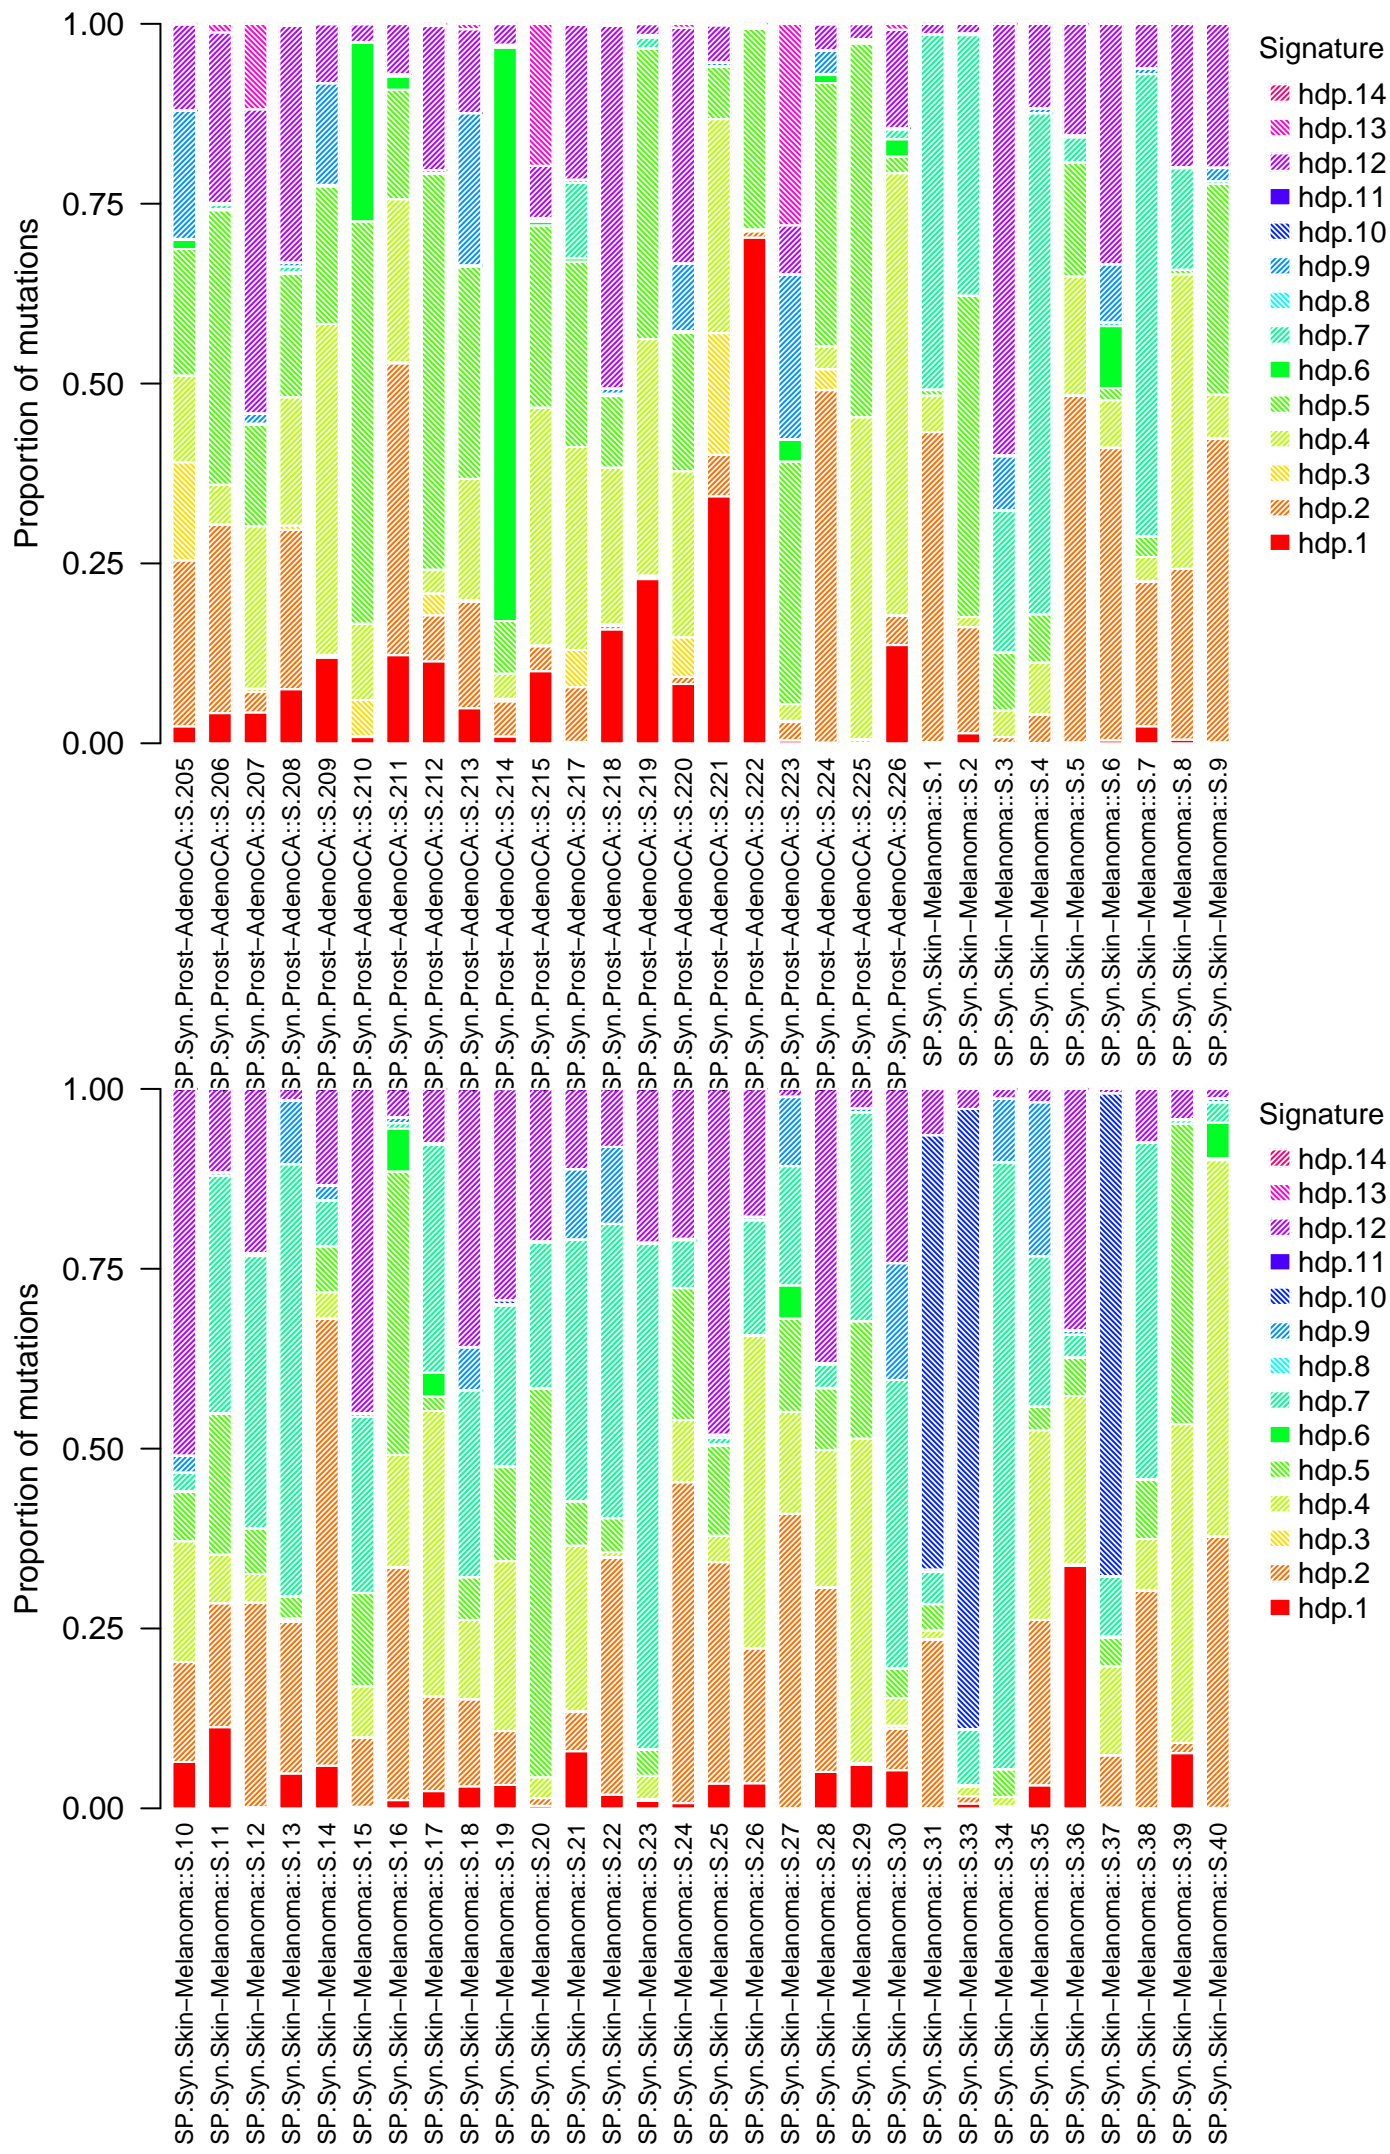 Proportion of mutations
1.00
0.75
0.50
0.25
0.00
Signature
hdp.14
hdp.13
hdp.12
hdp.11
hdp.10
hdp.9
hdp.8
hdp.7
hdp.6
hdp.5
hdp.4
hdp.3
hdp.2
hdp.1
SP.Syn.Prost−AdenoCA::S.205
SP.Syn.Prost−AdenoCA::S.206
SP.Syn.Prost−AdenoCA::S.207
SP.Syn.Prost−AdenoCA::S.208
SP.Syn.Prost−AdenoCA::S.209
SP.Syn.Prost−AdenoCA::S.210
SP.Syn.Prost−AdenoCA::S.211
SP.Syn.Prost−AdenoCA::S.212
SP.Syn.Prost−AdenoCA::S.213
SP.Syn.Prost−AdenoCA::S.214
SP.Syn.Prost−AdenoCA::S.215
SP.Syn.Prost−AdenoCA::S.217
SP.Syn.Prost−AdenoCA::S.218
SP.Syn.Prost−AdenoCA::S.219
SP.Syn.Prost−AdenoCA::S.220
SP.Syn.Prost−AdenoCA::S.221
SP.Syn.Prost−AdenoCA::S.222
SP.Syn.Prost−AdenoCA::S.223
SP.Syn.Prost−AdenoCA::S.224
SP.Syn.Prost−AdenoCA::S.225
SP.Syn.Prost−AdenoCA::S.226
SP.Syn.Skin−Melanoma::S.1
SP.Syn.Skin−Melanoma::S.2
SP.Syn.Skin−Melanoma::S.3
SP.Syn.Skin−Melanoma::S.4
SP.Syn.Skin−Melanoma::S.5
SP.Syn.Skin−Melanoma::S.6
SP.Syn.Skin−Melanoma::S.7
SP.Syn.Skin−Melanoma::S.8
SP.Syn.Skin−Melanoma::S.9
Proportion of mutations
1.00
0.75
0.50
0.25
0.00
Signature
hdp.14
hdp.13
hdp.12
hdp.11
hdp.10
hdp.9
hdp.8
hdp.7
hdp.6
hdp.5
hdp.4
hdp.3
hdp.2
hdp.1
SP.Syn.Skin−Melanoma::S.10
SP.Syn.Skin−Melanoma::S.11
SP.Syn.Skin−Melanoma::S.12
SP.Syn.Skin−Melanoma::S.13
SP.Syn.Skin−Melanoma::S.14
SP.Syn.Skin−Melanoma::S.15
SP.Syn.Skin−Melanoma::S.16
SP.Syn.Skin−Melanoma::S.17
SP.Syn.Skin−Melanoma::S.18
SP.Syn.Skin−Melanoma::S.19
SP.Syn.Skin−Melanoma::S.20
SP.Syn.Skin−Melanoma::S.21
SP.Syn.Skin−Melanoma::S.22
SP.Syn.Skin−Melanoma::S.23
SP.Syn.Skin−Melanoma::S.24
SP.Syn.Skin−Melanoma::S.25
SP.Syn.Skin−Melanoma::S.26
SP.Syn.Skin−Melanoma::S.27
SP.Syn.Skin−Melanoma::S.28
SP.Syn.Skin−Melanoma::S.29
SP.Syn.Skin−Melanoma::S.30
SP.Syn.Skin−Melanoma::S.31
SP.Syn.Skin−Melanoma::S.33
SP.Syn.Skin−Melanoma::S.34
SP.Syn.Skin−Melanoma::S.35
SP.Syn.Skin−Melanoma::S.36
SP.Syn.Skin−Melanoma::S.37
SP.Syn.Skin−Melanoma::S.38
SP.Syn.Skin−Melanoma::S.39
SP.Syn.Skin−Melanoma::S.40